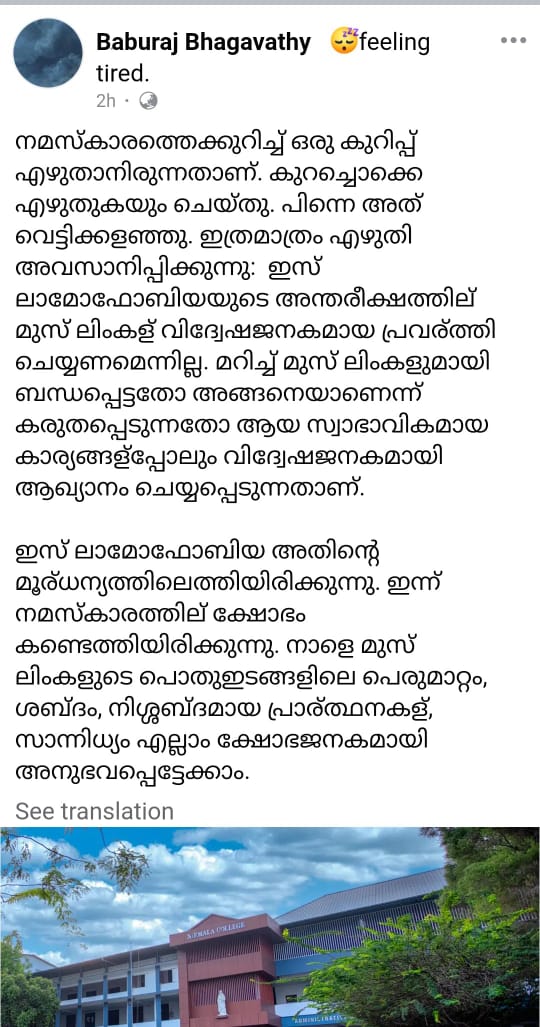 Baburaj Bhagavathy 😴feeling
tired.
2h ·
നമസ്കാരത്തെക്കുറിച്ച് ഒരു കുറിപ്പ്
എഴുതാനിരുന്നതാണ്. കുറച്ചൊക്കെ
എഴുതുകയും ചെയ്തു. പിന്നെ അത്
വെട്ടിക്കളഞ്ഞു. ഇത്രമാത്രം എഴുതി
അവസാനിപ്പിക്കുന്നു: ഇസ്
ലാമോഫോബിയയുടെ അന്തരീക്ഷത്തില്
മുസ് ലിംകള് വിദ്വേഷജനകമായ പ്രവര്ത്തി
ചെയ്യണമെന്നില്ല. മറിച്ച് മുസ് ലിംകളുമായി
ബന്ധപ്പെട്ടതോ അങ്ങനെയാണെന്ന്
കരുതപ്പെടുന്നതോ ആയ സ്വാഭാവികമായ
കാര്യങ്ങള്പ്പോലും വിദ്വേഷജനകമായി
ആഖ്യാനം ചെയ്യപ്പെടുന്നതാണ്.
ഇസ് ലാമോഫോബിയ അതിന്റെ
മൂര്ധന്യത്തിലെത്തിയിരിക്കുന്നു. ഇന്ന്
നമസ്കാരത്തില് ക്ഷോഭം
കണ്ടെത്തിയിരിക്കുന്നു. നാളെ മുസ്
ലിംകളുടെ പൊതുഇടങ്ങളിലെ പെരുമാറ്റം,
ശബ്ദം, നിശ്ശബ്ദമായ പ്രാര്ത്ഥനകള്,
സാന്നിധ്യം എല്ലാം ക്ഷോഭജനകമായി
അനുഭവപ്പെട്ടേക്കാം.
See translation
NIRMALA COLLEGE